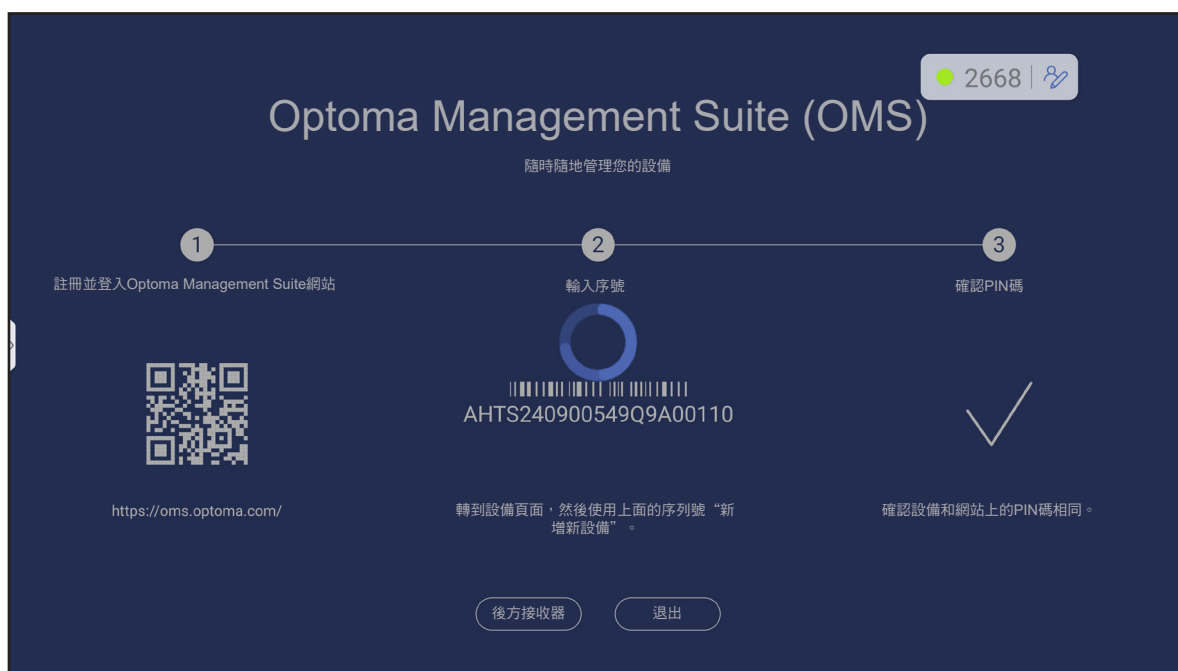 2668
Optoma Management Suite (OMS)
隨時隨地管理您的設備
1
2
3
註冊並登入Optoma Management Suite網站
輸入序號
確認PIN碼
AHTS240900549Q9A00110
https://oms.optoma.com/
轉到設備頁面，然後使用上面的序列號“新
增新設備”。
確認設備和網站上的PIN碼相同。
後方接收器
退出